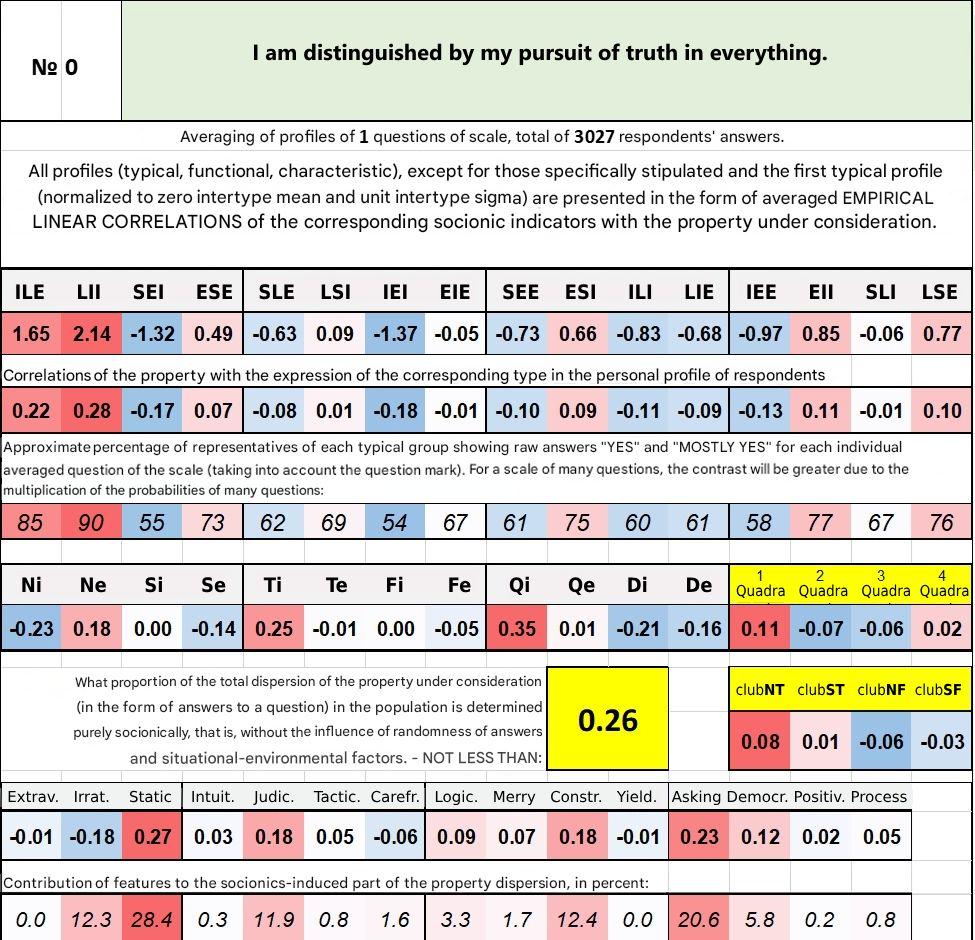 № 0
I am distinguished by my pursuit of truth in everything.
Averaging of profiles of 1 questions of scale, total of 3027 respondents' answers.
All profiles (typical, functional, characteristic), except for those specifically stipulated and the first typical profile
(normalized to zero intertype mean and unit intertype sigma) are presented in the form of averaged EMPIRICAL
LINEAR CORRELATIONS of the corresponding socionic indicators with the property under consideration.
ILE LII SEI ESE SLE LSI IEI EIE SEE ESI ILI LIE IEE EII SLI LSE
1.65 2.14 -1.32 0.49 -0.63 0.09 -1.37 -0.05 -0.73 0.66 -0.83 -0.68 -0.97 0.85 -0.06 0.77
Correlations of the property with the expression of the corresponding type in the personal profile of respondents
0.22 0.28 -0.17 0.07 -0.08 0.01 -0.18 -0.01 -0.10 0.09 -0.11 -0.09 -0.13 0.11 -0.01 0.10
Approximate percentage of representatives of each typical group showing raw answers "YES" and "MOSTLY YES" for each individual
averaged question of the scale (taking into account the question mark). For a scale of many questions, the contrast will be greater due to the
multiplication of the probabilities of many questions:
85 90 55 73 62 69 54 67 61 75 60 61 58 77 67 76
Ni Ne Si Se Ti Te Fi Fe Qi Qe Di De 1 Quadra 2 Quadra 3 Quadra 4 Quadra
-0.23 0.18 0.00 -0.14 0.25 -0.01 0.00 -0.05 0.35 0.01 -0.21 -0.16 0.11 -0.07 -0.06 0.02
What proportion of the total dispersion of the property under consideration
(in the form of answers to a question) in the population is determined
purely socionically, that is, without the influence of randomness of answers
and situational-environmental factors. - NOT LESS THAN:
0.26
clubNT clubST clubNF clubSF
0.08 0.01 -0.06 -0.03
Extrav. Irrat. Static Intuit. Judic. Tactic. Carefr. Logic. Merry Constr. Yield. Asking Democr. Positiv. Process
-0.01 -0.18 0.27 0.03 0.18 0.05 -0.06 0.09 0.07 0.18 -0.01 0.23 0.12 0.02 0.05
Contribution of features to the socionics-induced part of the property dispersion, in percent:
0.0 12.3 28.4 0.3 11.9 0.8 1.6 3.3 1.7 12.4 0.0 20.6 5.8 0.2 0.8